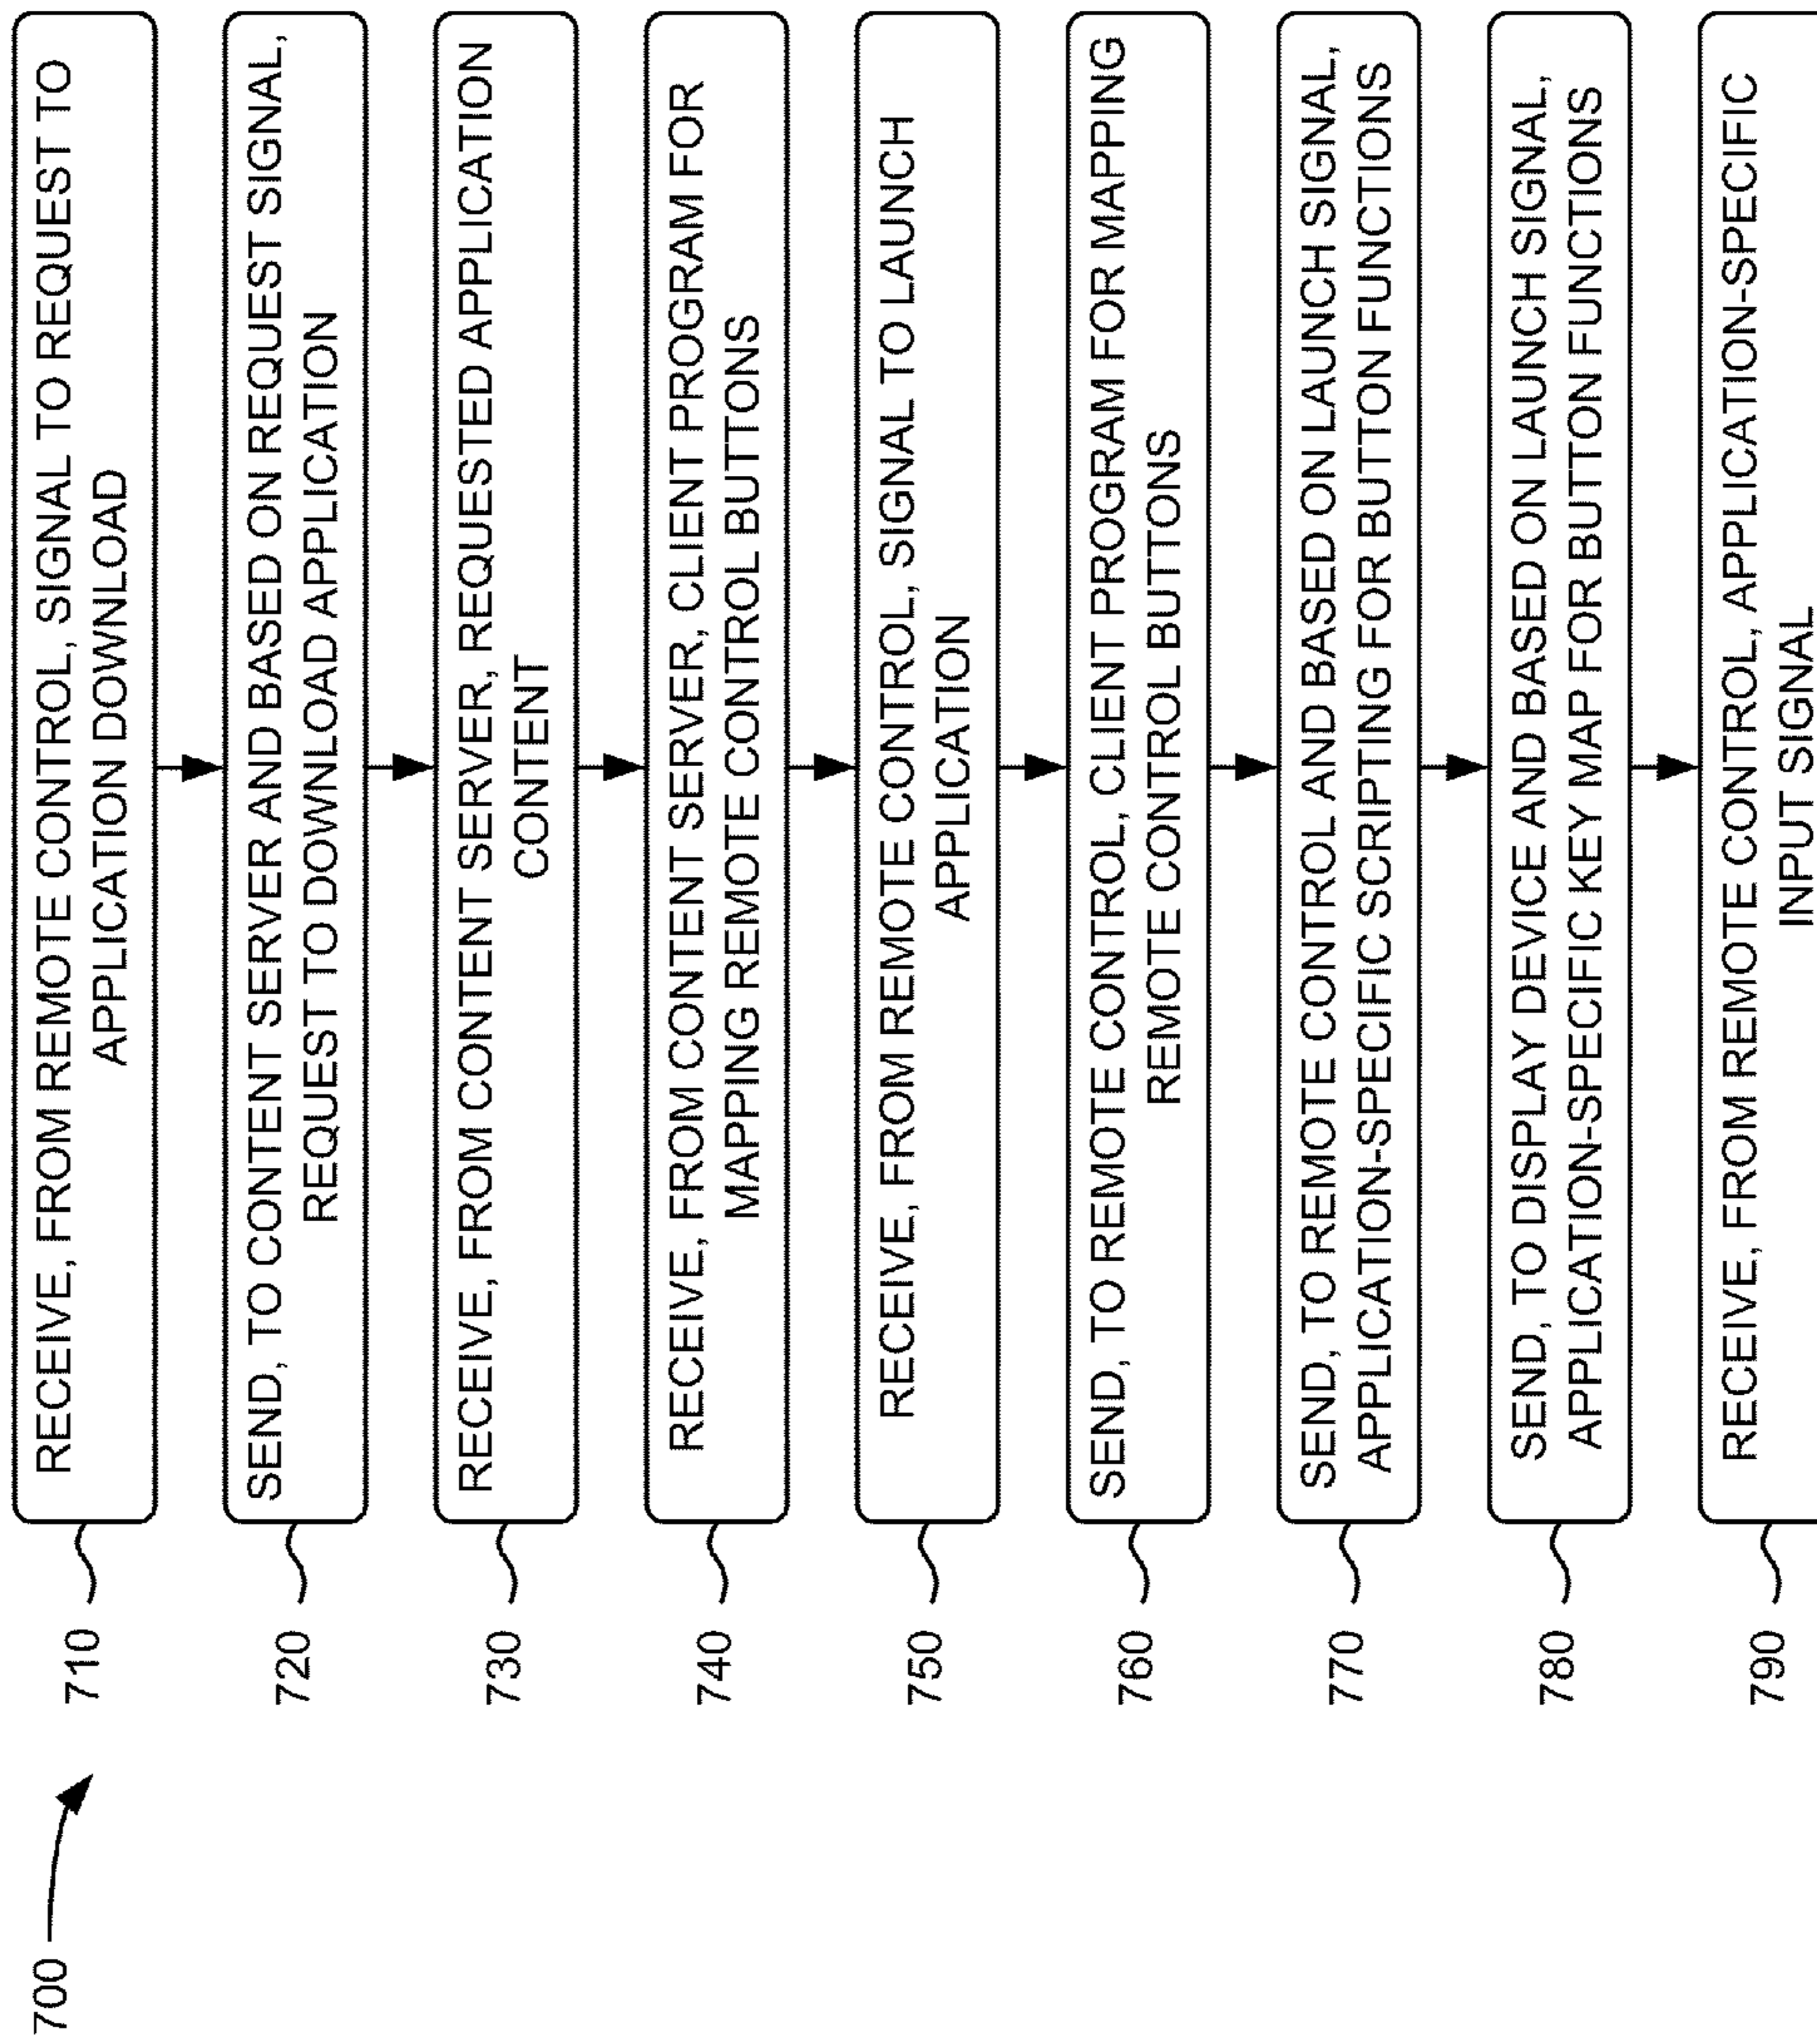 700
710
RECEIVE, FROM REMOTE CONTROL, SIGNAL TO REQUEST TO
APPLICATION DOWNLOAD
720
SEND, TO CONTENT SERVER AND BASED ON REQUEST SIGNAL,
REQUEST TO DOWNLOAD APPLICATION
730
RECEIVE, FROM CONTENT SERVER, REQUESTED APPLICATION
CONTENT
740
RECEIVE, FROM CONTENT SERVER, CLIENT PROGRAM FOR
MAPPING REMOTE CONTROL BUTTONS
750
RECEIVE, FROM REMOTE CONTROL, SIGNAL TO LAUNCH
APPLICATION
760
SEND, TO REMOTE CONTROL, CLIENT PROGRAM FOR MAPPING
REMOTE CONTROL BUTTONS
770
SEND, TO REMOTE CONTROL AND BASED ON LAUNCH SIGNAL,
APPLICATION-SPECIFIC SCRIPTING FOR BUTTON FUNCTIONS
780
SEND, TO DISPLAY DEVICE AND BASED ON LAUNCH SIGNAL,
APPLICATION-SPECIFIC KEY MAP FOR BUTTON FUNCTIONS
790
RECEIVE, FROM REMOTE CONTROL, APPLICATION-SPECIFIC
INPUT SIGNAL